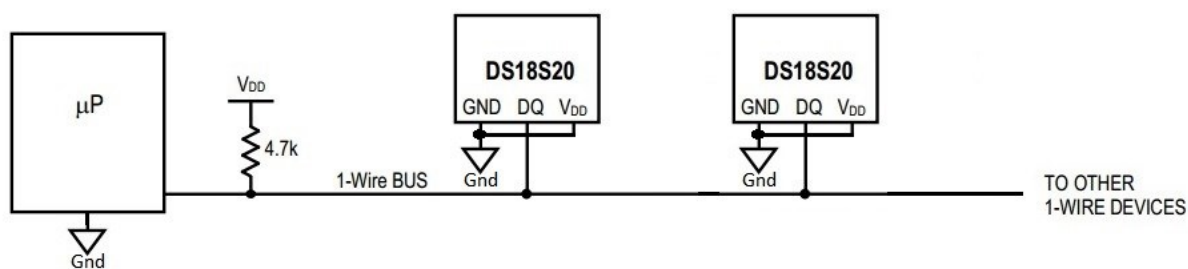 μP
Gnd
VDD
4.7k
1-Wire BUS
DS18S20
GND DQ VDD
Gnd
DS18S20
GND DQ VDD
Gnd
TO OTHER
1-WIRE DEVICES